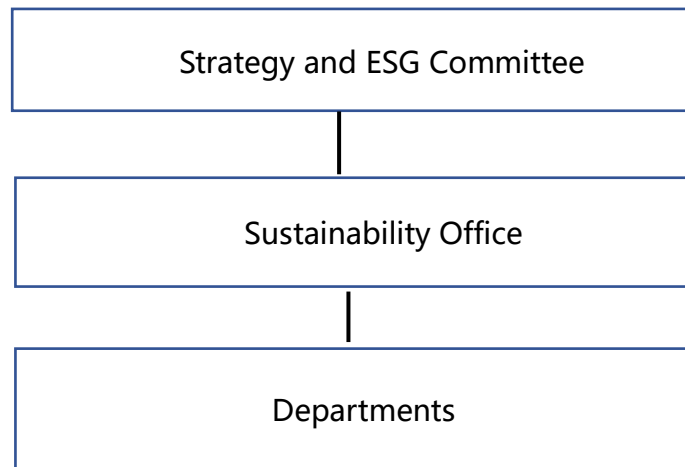 Strategy and ESG Committee
Sustainability Office
Departments